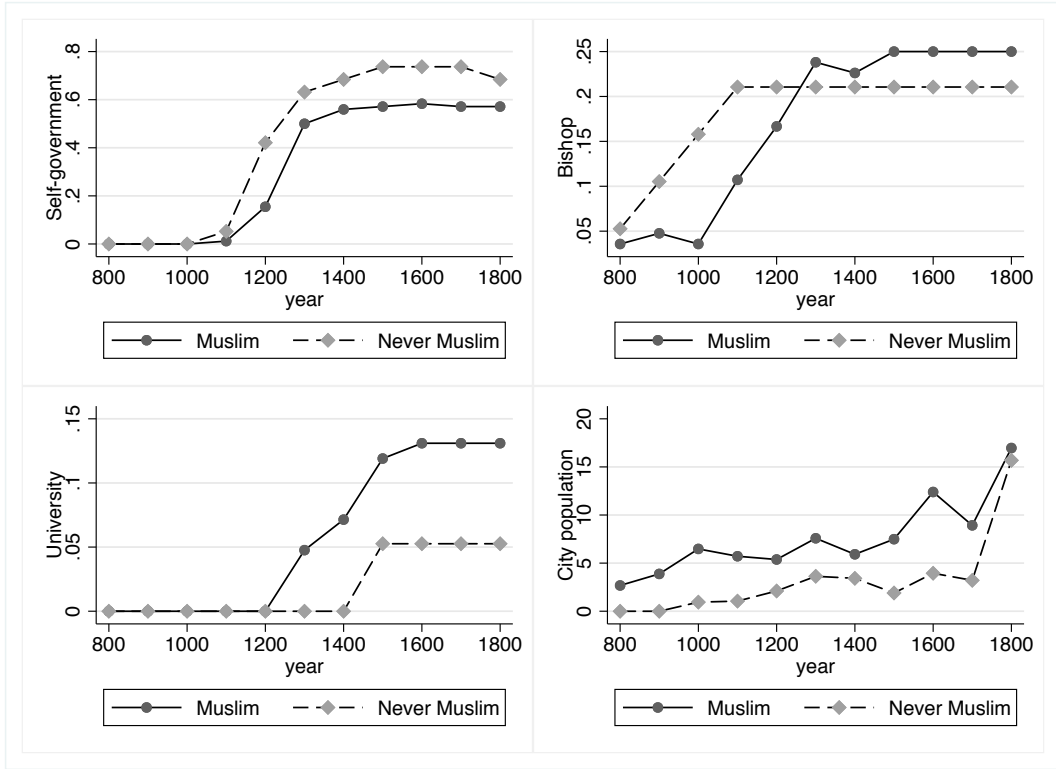 Self-government
0 .2 .4 .6 .8
800 1000 1200 1400 1600 1800
year
Muslim Never Muslim
Bishop
.05 .1 .15 .2 .25
800 1000 1200 1400 1600 1800
year
Muslim Never Muslim
University
0 .05 .1 .15
800 1000 1200 1400 1600 1800
year
Muslim Never Muslim
City population
0 5 10 15 20
800 1000 1200 1400 1600 1800
year
Muslim Never Muslim